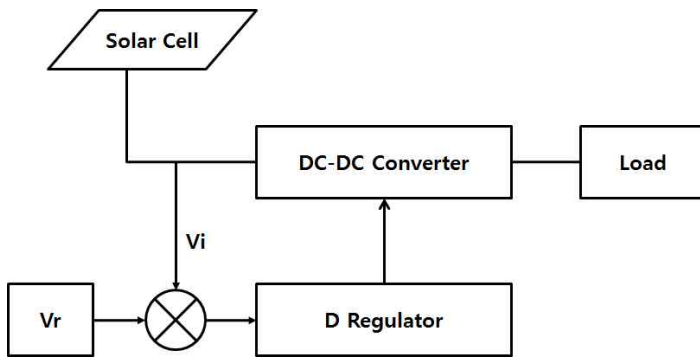 Solar Cell
DC-DC Converter
Load
Vi
Vr
D Regulator